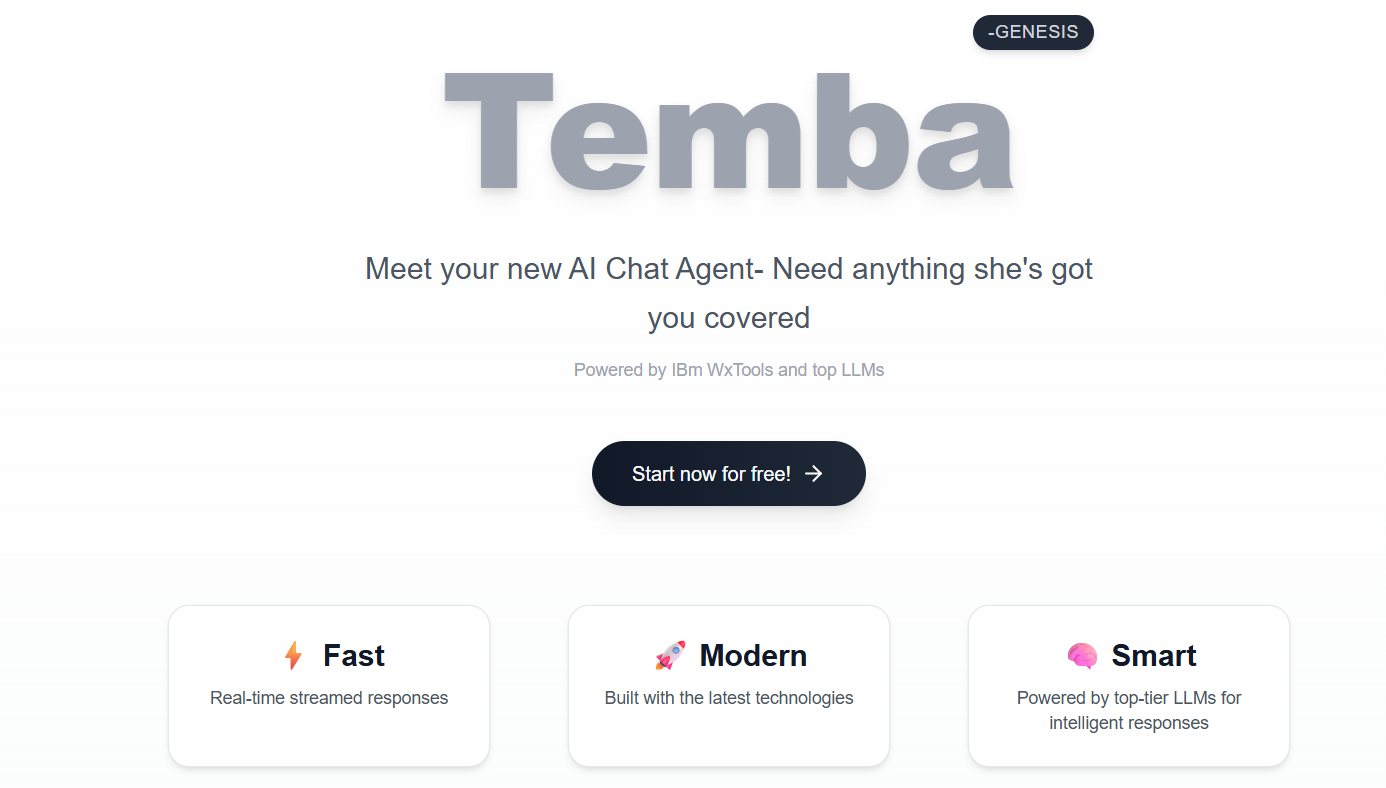 -GENESIS
Temba
Meet your new AI Chat Agent- Need anything she's got
you covered
Powered by IBm WxTools and top LLMs
Start now for free!
Fast
Real-time streamed responses
Modern
Built with the latest technologies
Smart
Powered by top-tier LLMs for
intelligent responses